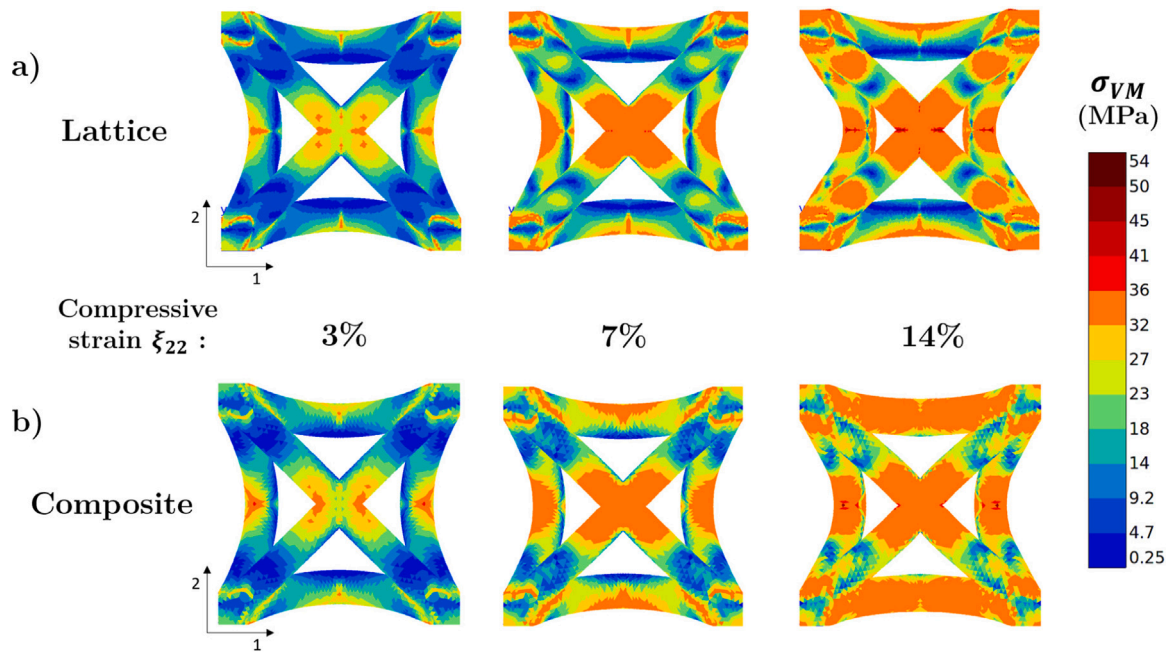 a)
Lattice
2
1
Compressive
strain ξ22 :
3%
7%
14%
b)
Composite
2
1
σVM
(MPa)
54
50
45
41
36
32
27
23
18
14
9.2
4.7
0.25